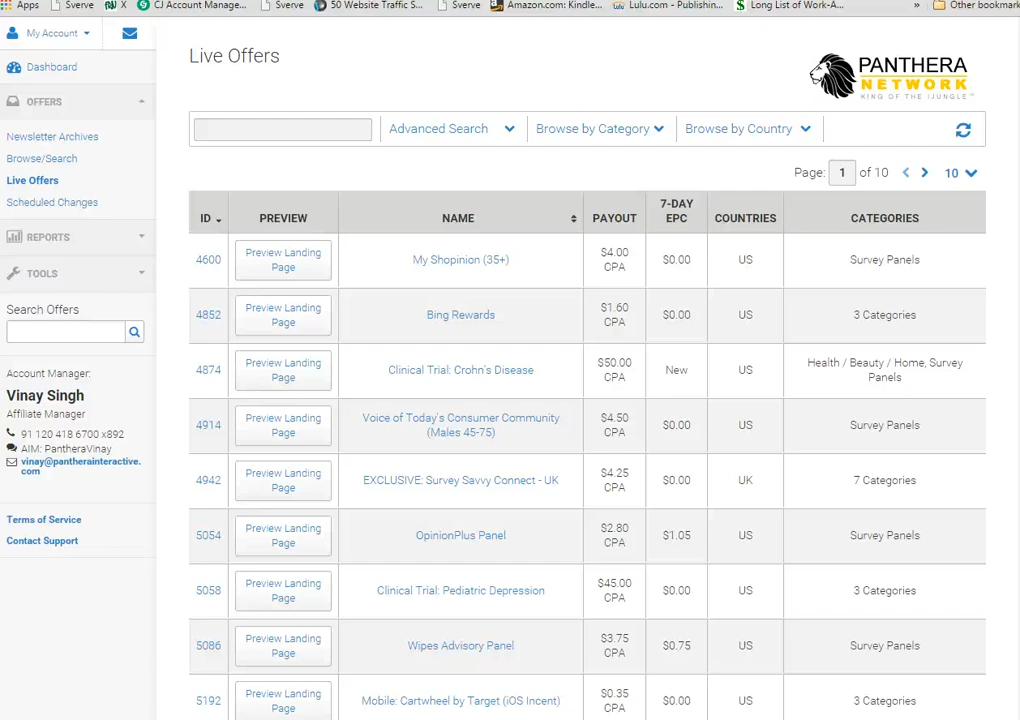 Apps Sverve X CJ Account Manage... Sverve 50 Website Traffic S... Sverve Amazon.com: Kindle... Lulu.com - Publishin... Long List of Work-A... » Other bookmark
My Account
Dashboard
OFFERS
Newsletter Archives
Browse/Search
Live Offers
Scheduled Changes
REPORTS
TOOLS
Search Offers
Account Manager:
Vinay Singh
Affiliate Manager
91 120 418 6700 x892
AIM: PantheraVinay
vinay@pantherainteractive.
com
Terms of Service
Contact Support
Live Offers
PANTHERA
NETWORK
KING OF THE JUNGLE
Advanced Search Browse by Category Browse by Country
Page: 1 of 10 < > 10
ID PREVIEW NAME PAYOUT 7-DAY EPC COUNTRIES CATEGORIES
4600 Preview Landing Page My Shopinion (35+) $4.00 CPA $0.00 US Survey Panels
4852 Preview Landing Page Bing Rewards $1.60 CPA $0.00 US 3 Categories
4874 Preview Landing Page Clinical Trial: Crohn's Disease $50.00 CPA New US Health / Beauty / Home, Survey Panels
4914 Preview Landing Page Voice of Today's Consumer Community (Males 45-75) $4.50 CPA $0.00 US Survey Panels
4942 Preview Landing Page EXCLUSIVE: Survey Savvy Connect - UK $4.25 CPA $0.00 UK 7 Categories
5054 Preview Landing Page OpinionPlus Panel $2.80 CPA $1.05 US Survey Panels
5058 Preview Landing Page Clinical Trial: Pediatric Depression $45.00 CPA $0.00 US 3 Categories
5086 Preview Landing Page Wipes Advisory Panel $3.75 CPA $0.75 US Survey Panels
5192 Preview Landing Page Mobile: Cartwheel by Target (iOS Incent) $0.35 CPA $0.00 US 3 Categories